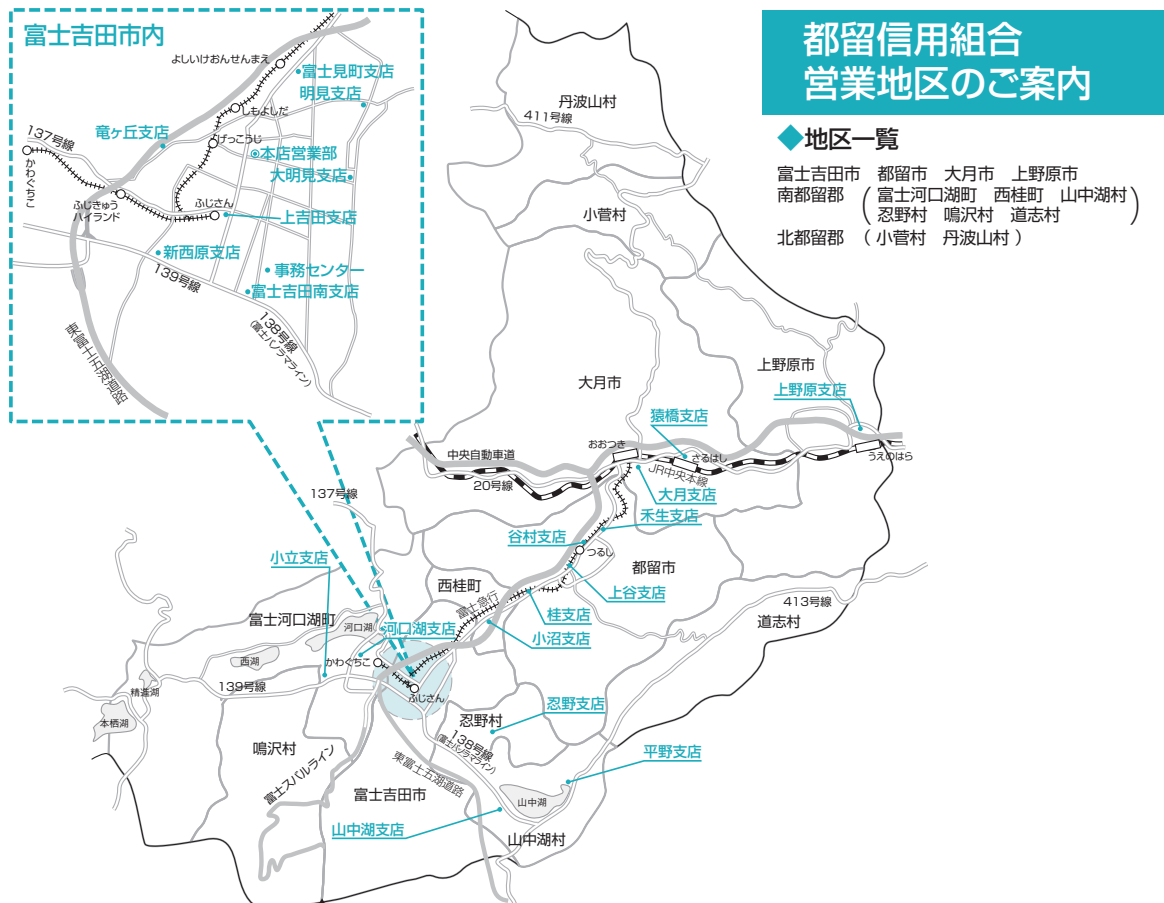 富士吉田市内
よしいけおんせんまえ
富士見町支店
明見支店
しもよしだ
竜ヶ丘支店
げっこうじ
137号線
本店営業部
大明見支店
かわぐちこ
ふじきゅう
ハイランド
ふじさん
上吉田支店
新西原支店
事務センター
139号線
富士吉田南支店
138号線
(富士パノラマライン)
東富士五湖道路
都留信用組合
営業地区のご案内
◆地区一覧
富士吉田市 都留市 大月市 上野原市
南都留郡 (富士河口湖町 西桂町 山中湖村
忍野村 鳴沢村 道志村)
北都留郡 (小菅村 丹波山村)
丹波山村
411号線
小菅村
上野原市
大月市
上野原支店
猿橋支店
おおつき
さるはし
うえのはら
中央自動車道
JR中央本線
20号線
大月支店
137号線
禾生支店
谷村支店
つるし
小立支店
都留市
西桂町
上谷支店
富士急行
桂支店
413号線
道志村
富士河口湖町
河口湖
河口湖支店
小沼支店
西湖
かわぐちこ
精進湖
139号線
ふじさん
本栖湖
忍野支店
忍野村
鳴沢村
138号線
(富士パノラマライン)
平野支店
富士スバルライン
東富士五湖道路
富士吉田市
山中湖
山中湖支店
山中湖村